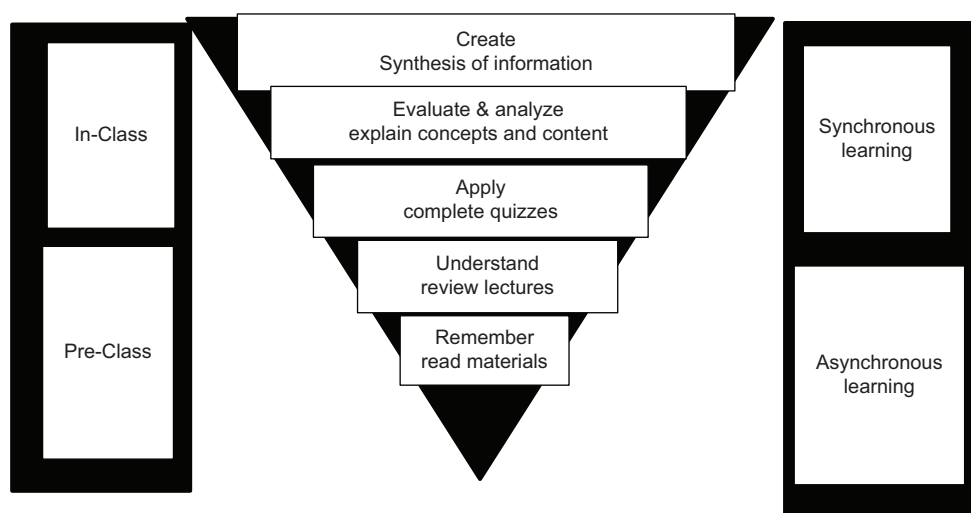 In-Class
Pre-Class
Create
Synthesis of information
Evaluate & analyze
explain concepts and content
Apply
complete quizzes
Understand
review lectures
Remember
read materials
Synchronous
learning
Asynchronous
learning